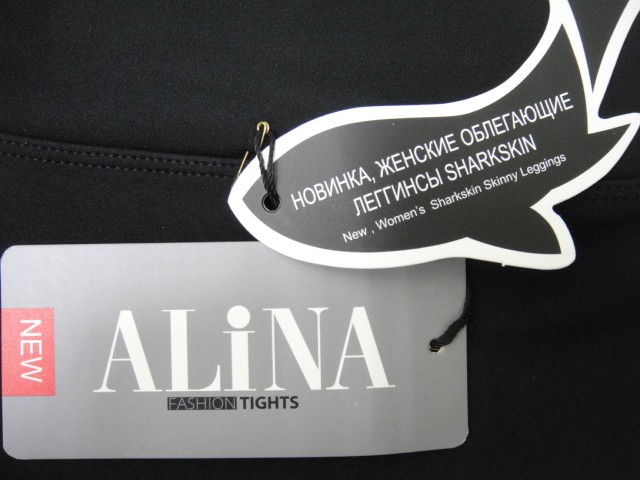 НОВИНКА, ЖЕНСКИЕ ОБЛЕГАЮЩИЕ
ЛЕГГИНСЫ SHARKSKIN
New , Women's Sharkskin Skinny Leggings
NEW
ALiNA
FASHION TIGHTS